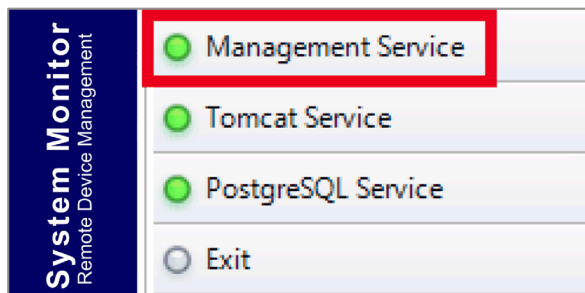 System Monitor
Remote Device Management
Management Service
Tomcat Service
PostgreSQL Service
Exit